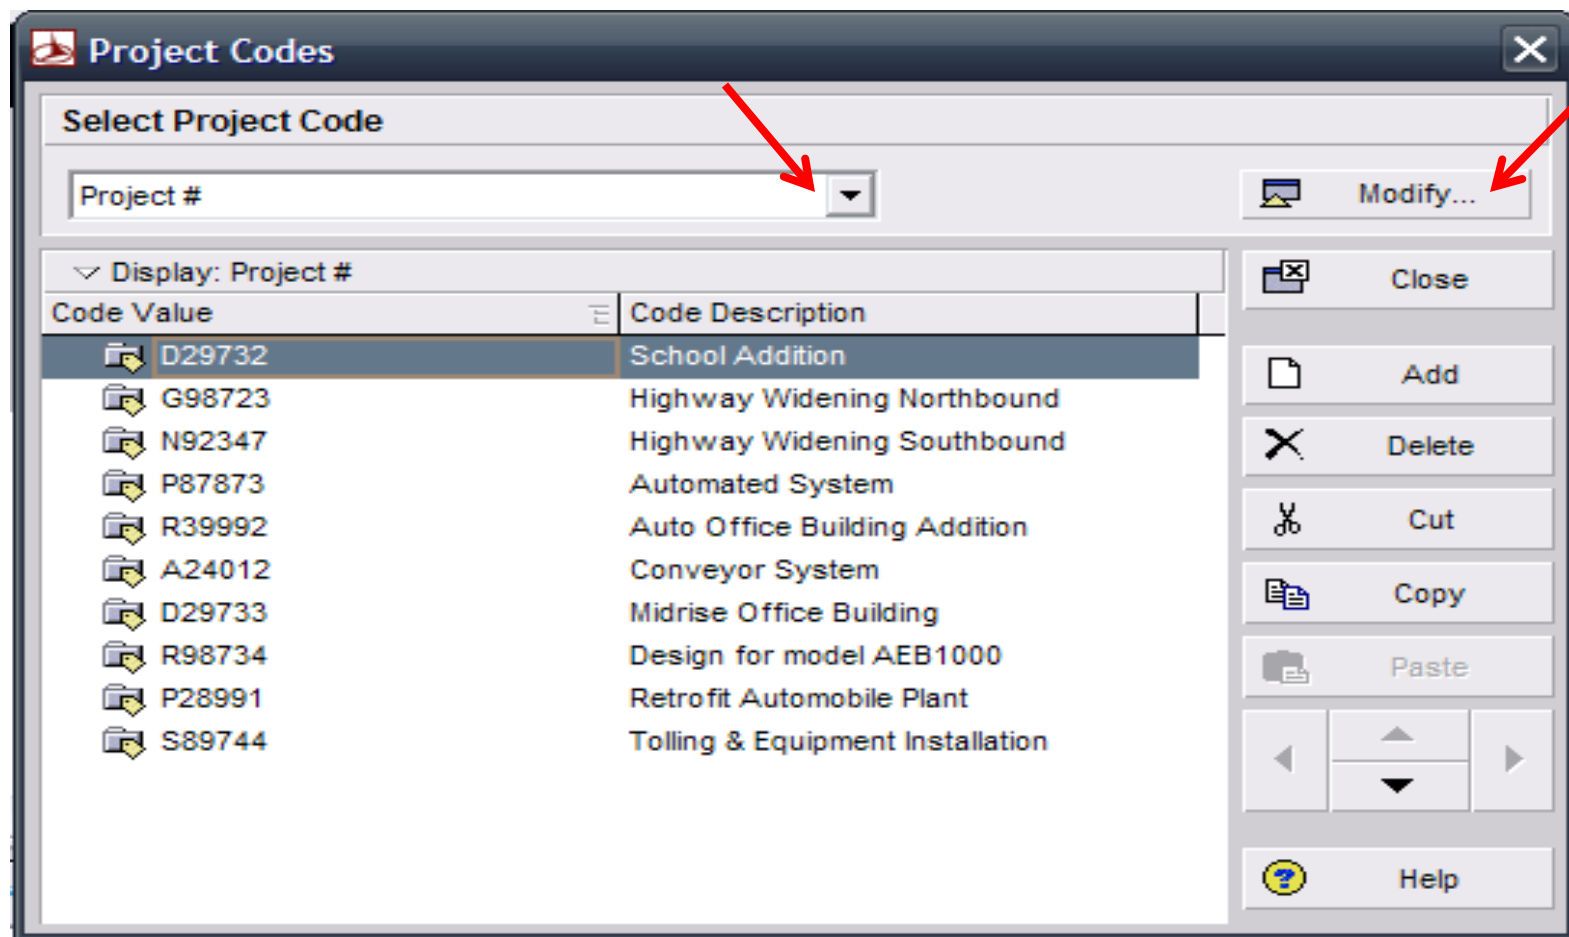 Project Codes
Select Project Code
Project #
Modify...
Display: Project #
Close
Code Value Code Description
D29732 School Addition
Add
G98723 Highway Widening Northbound
N92347 Highway Widening Southbound
Delete
P87873 Automated System
R39992 Auto Office Building Addition
Cut
A24012 Conveyor System
Copy
D29733 Midrise Office Building
R98734 Design for model AEB1000
Paste
P28991 Retrofit Automobile Plant
S89744 Tolling & Equipment Installation
Help